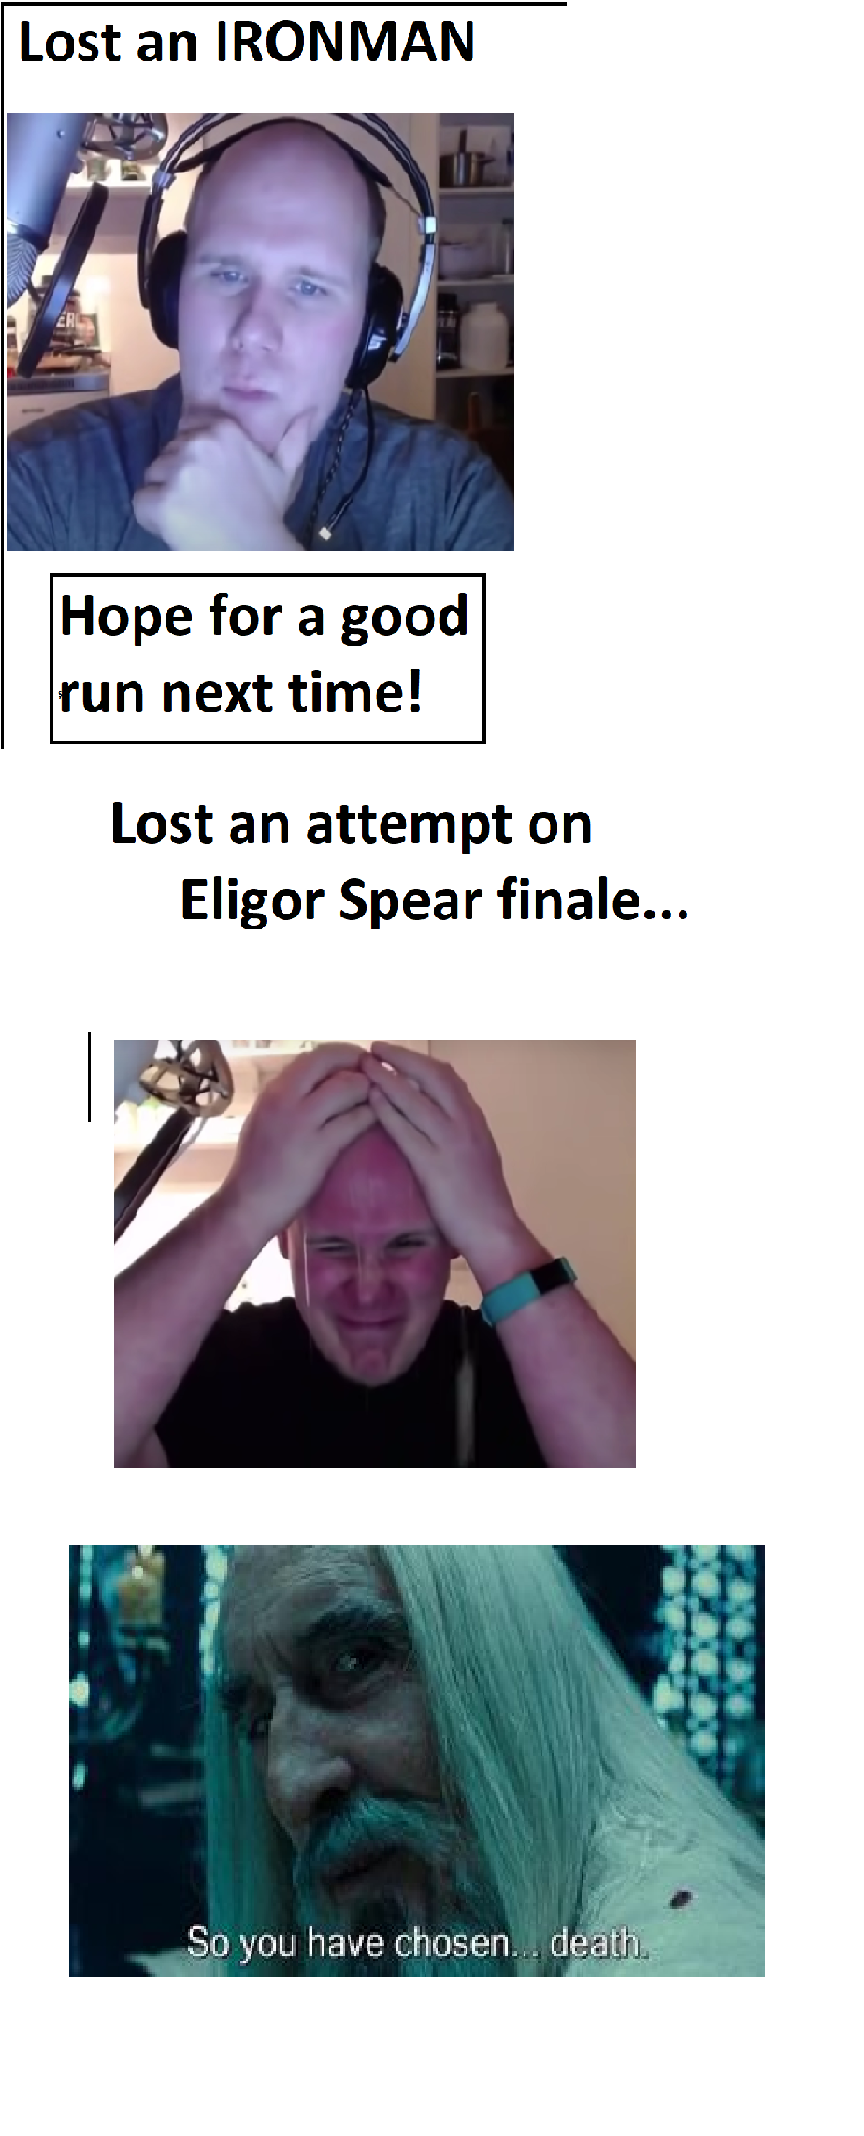 Lost an IRONMAN
Hope for a good
run next time!
Lost an attempt on
Eligor Spear finale...
So you have chosen... death.